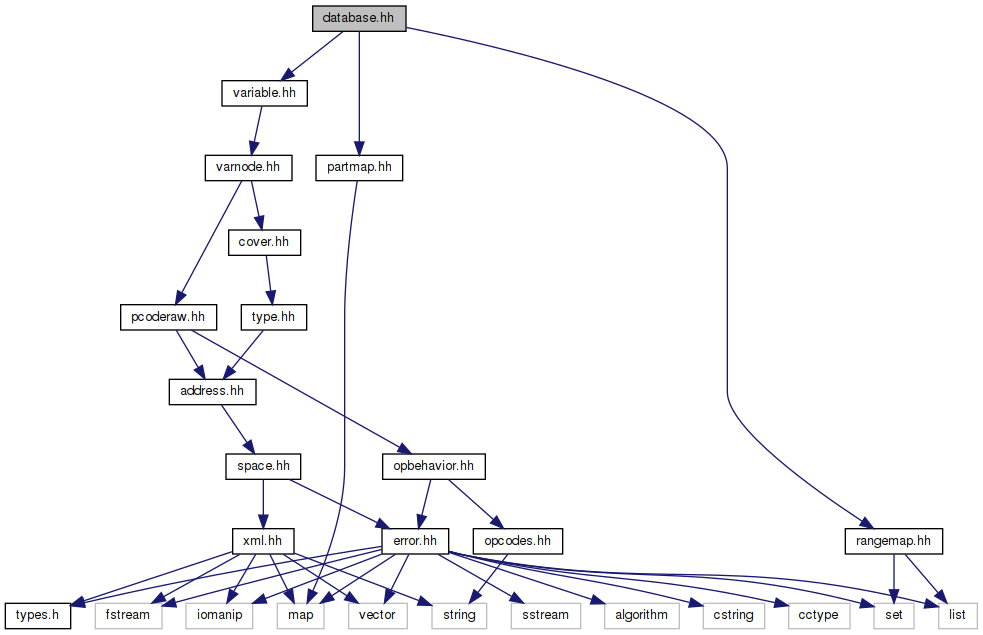 database.hh
variable.hh
varnode.hh
partmap.hh
cover.hh
pcoderaw.hh
type.hh
address.hh
space.hh
opbehavior.hh
xml.hh
error.hh
opcodes.hh
rangemap.hh
types.h
fstream
iomanip
map
vector
string
sstream
algorithm
cstring
cctype
set
list